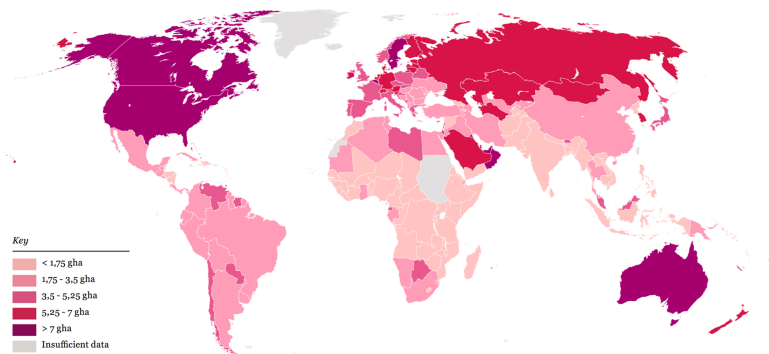 Key
< 1,75 gha
1,75 - 3,5 gha
3,5 - 5,25 gha
5,25 - 7 gha
> 7 gha
Insufficient data